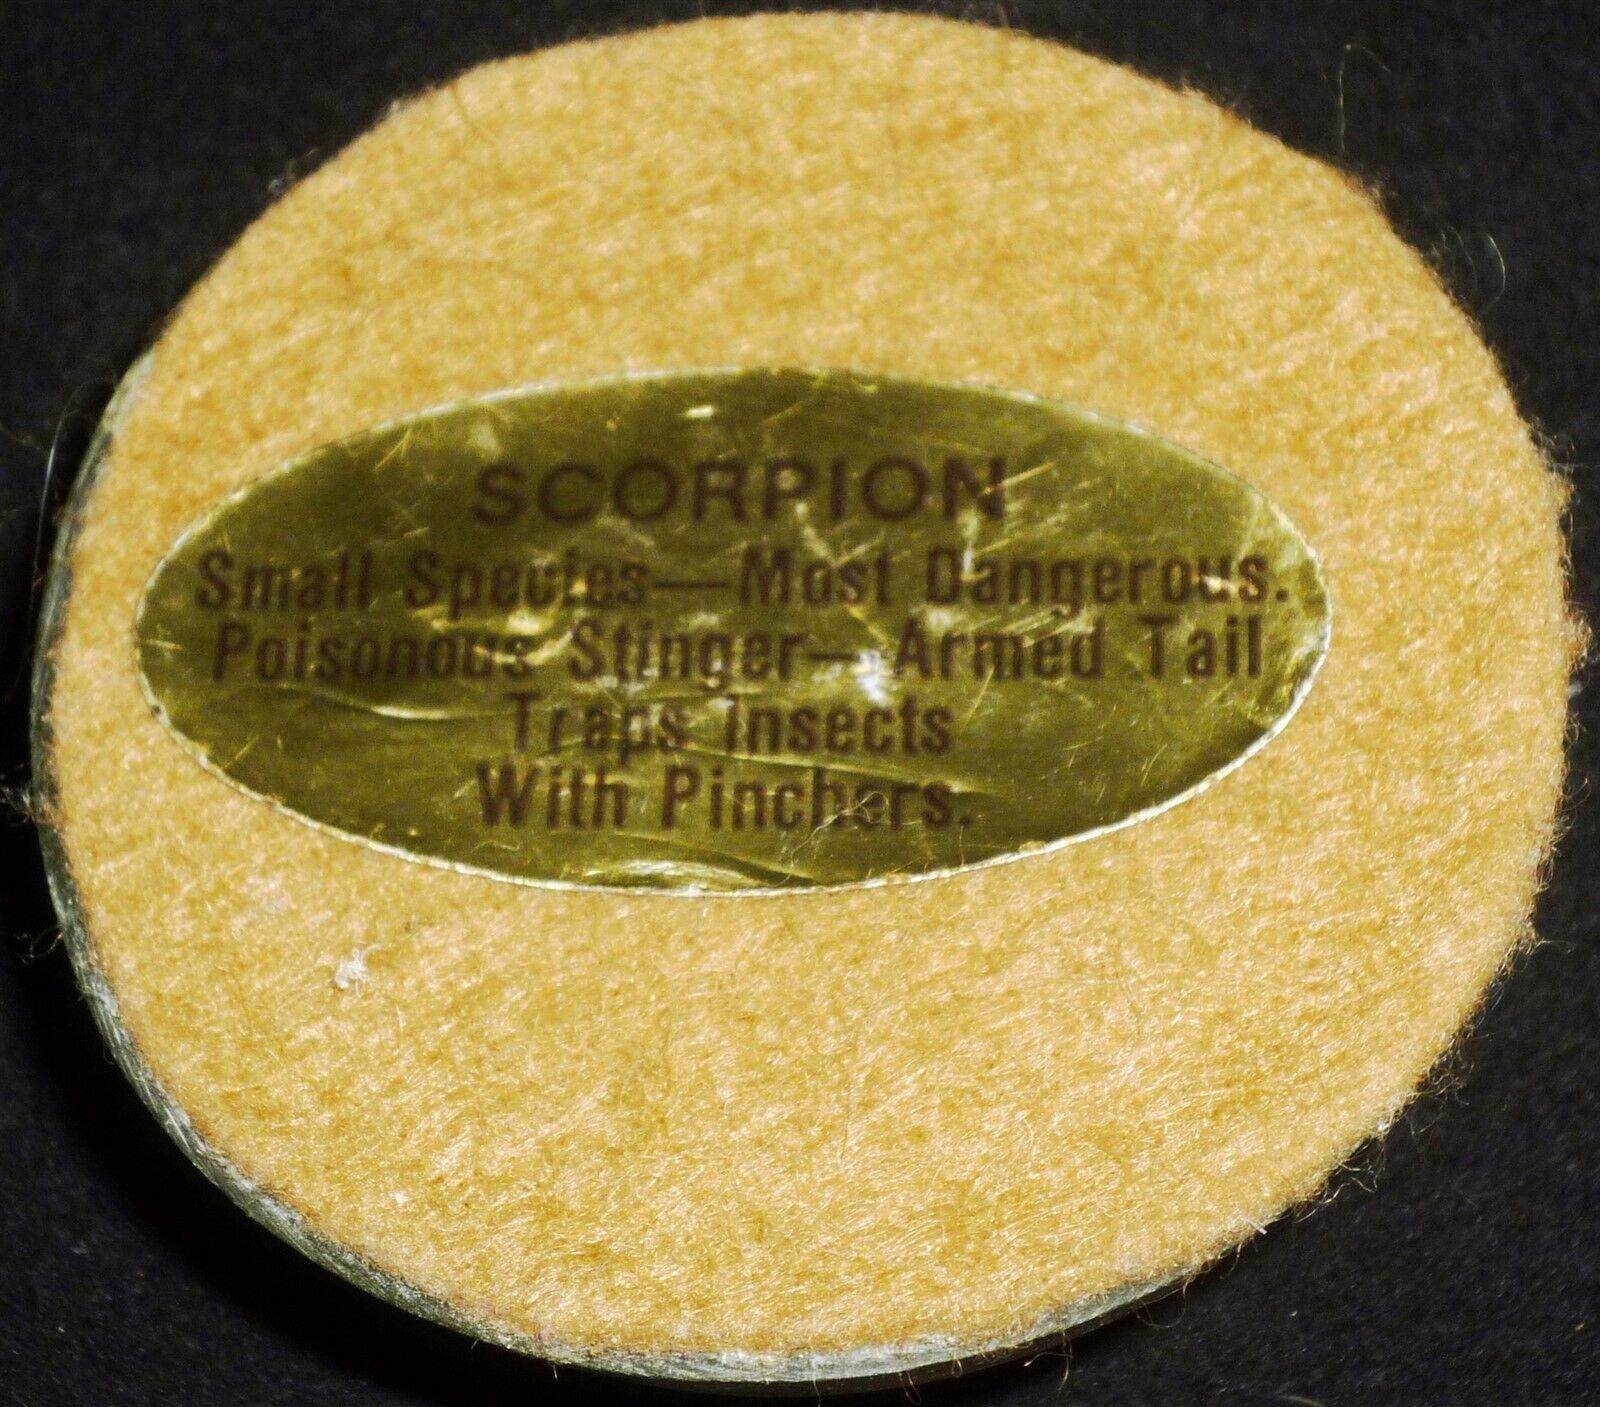 SCORPION
Small Species—Most Dangerous.
Poisonous Stinger—Armed Tail
Traps Insects
With Pinchers.